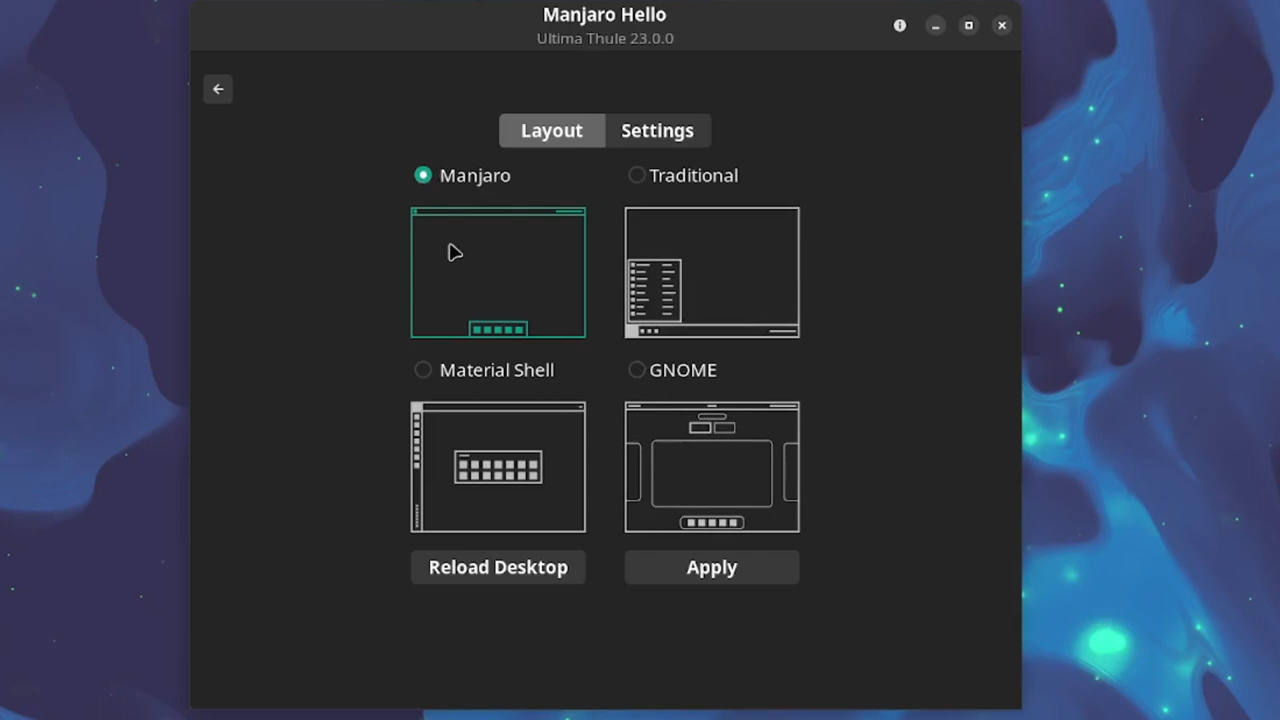 Manjaro Hello
Ultima Thule 23.0.0
Layout Settings
Manjaro Traditional
Material Shell GNOME
Reload Desktop Apply